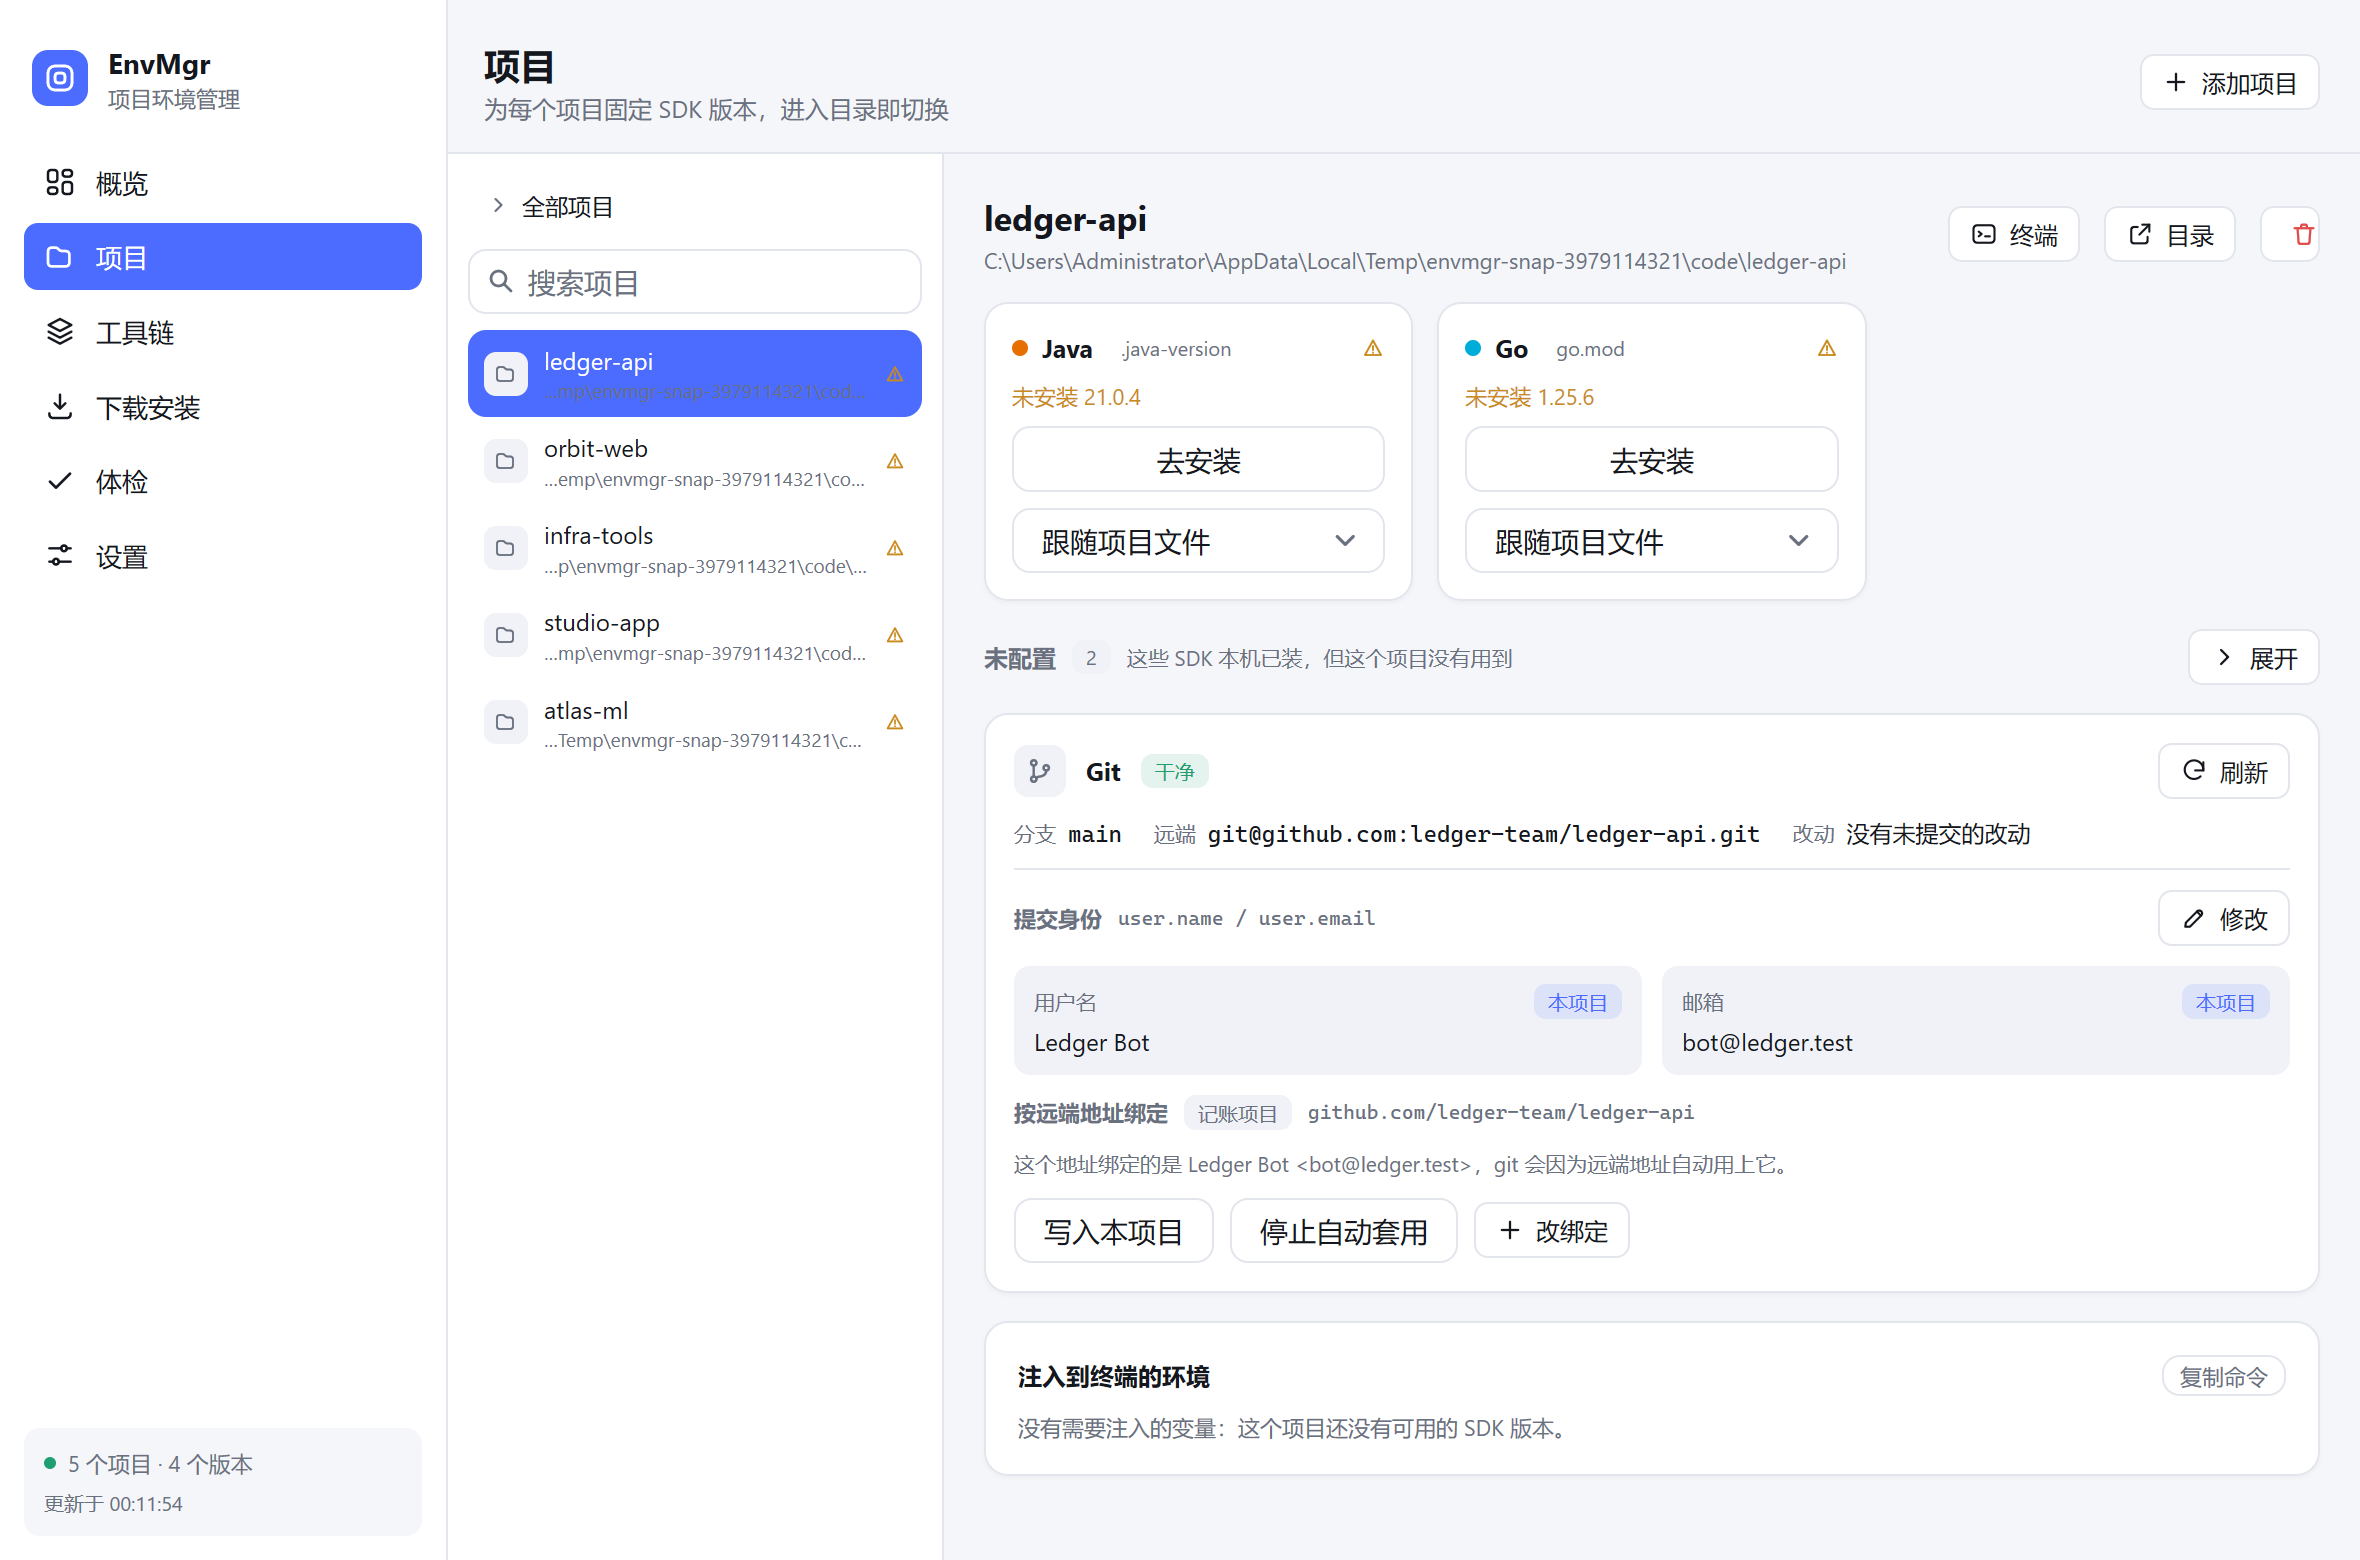 EnvMgr
项目环境管理
概览
项目
工具链
下载安装
体检
设置
5 个项目 · 4 个版本
更新于 00:11:54
项目
为每个项目固定 SDK 版本，进入目录即切换
添加项目
全部项目
搜索项目
ledger-api
...mp\envmgr-snap-3979114321\cod...
orbit-web
...emp\envmgr-snap-3979114321\co...
infra-tools
...p\envmgr-snap-3979114321\code\...
studio-app
...mp\envmgr-snap-3979114321\cod...
atlas-ml
...Temp\envmgr-snap-3979114321\c...
ledger-api
C:\Users\Administrator\AppData\Local\Temp\envmgr-snap-3979114321\code\ledger-api
终端 目录
Java .java-version
未安装 21.0.4
去安装
跟随项目文件
Go go.mod
未安装 1.25.6
去安装
跟随项目文件
未配置 2 这些 SDK 本机已装，但这个项目没有用到
展开
Git 干净
刷新
分支 main 远端 git@github.com:ledger-team/ledger-api.git 改动 没有未提交的改动
提交身份 user.name / user.email
修改
用户名 本项目
Ledger Bot
邮箱 本项目
bot@ledger.test
按远端地址绑定 记账项目 github.com/ledger-team/ledger-api
这个地址绑定的是 Ledger Bot <bot@ledger.test>，git 会因为远端地址自动用上它。
写入本项目 停止自动套用 改绑定
注入到终端的环境
复制命令
没有需要注入的变量：这个项目还没有可用的 SDK 版本。